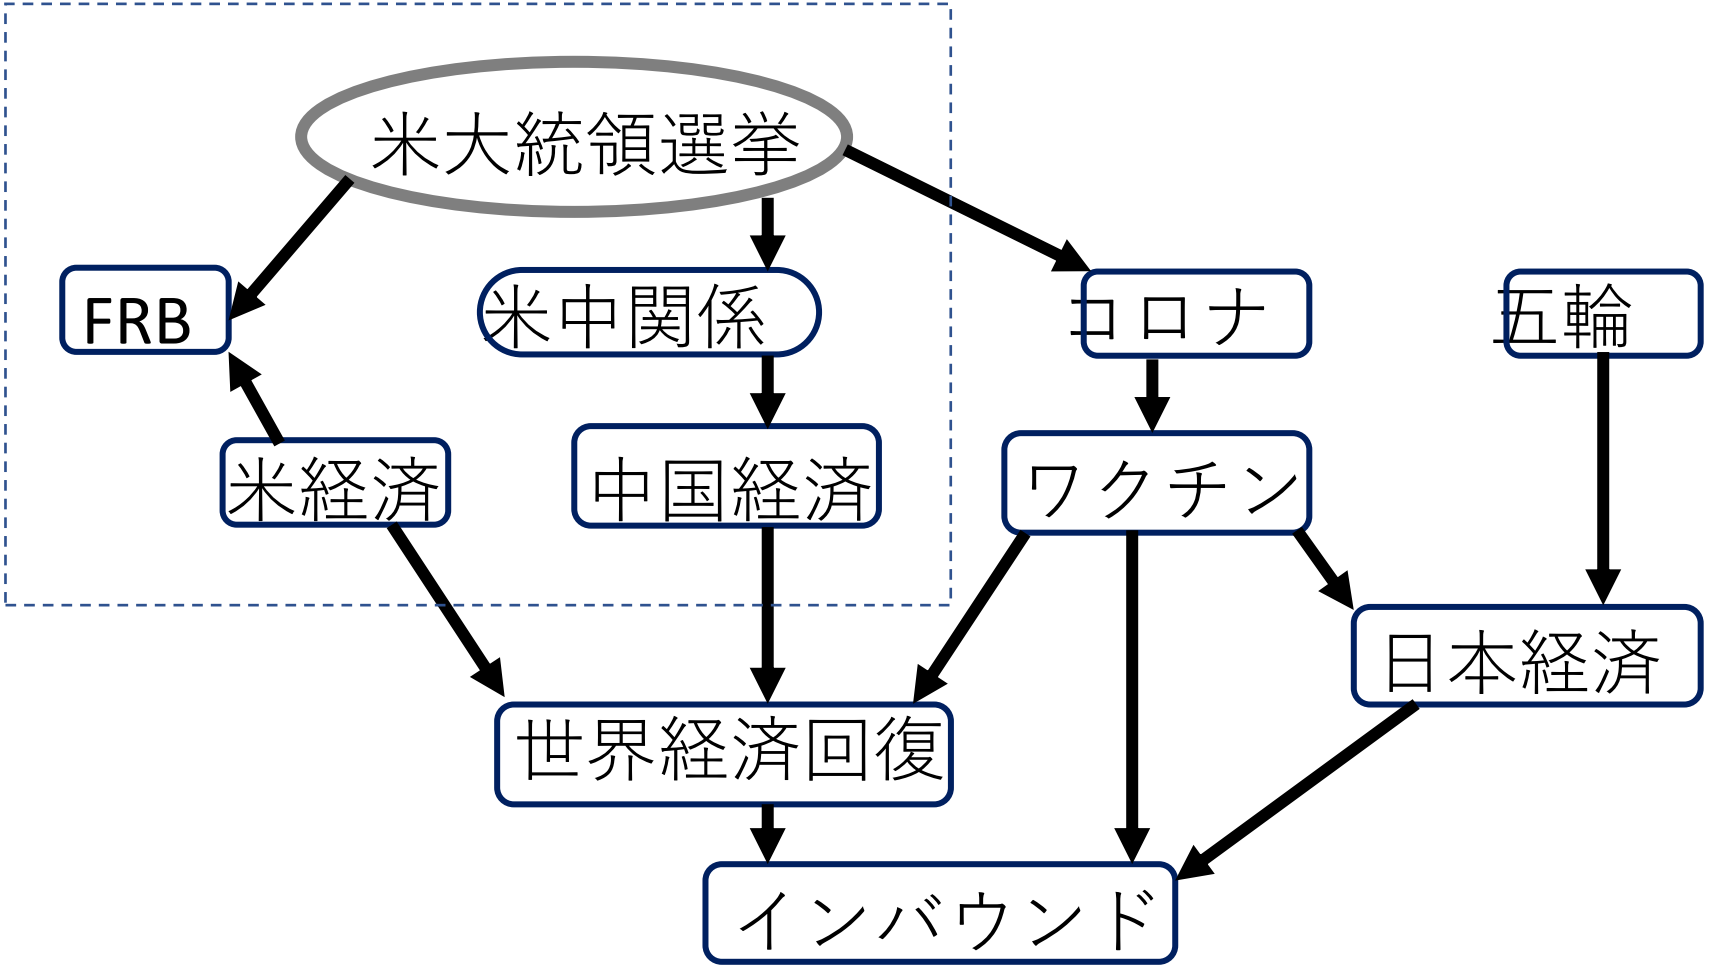 米大統領選挙
FRB
米中関係
コロナ
五輪
米経済
中国経済
ワクチン
日本経済
世界経済回復
インバウンド